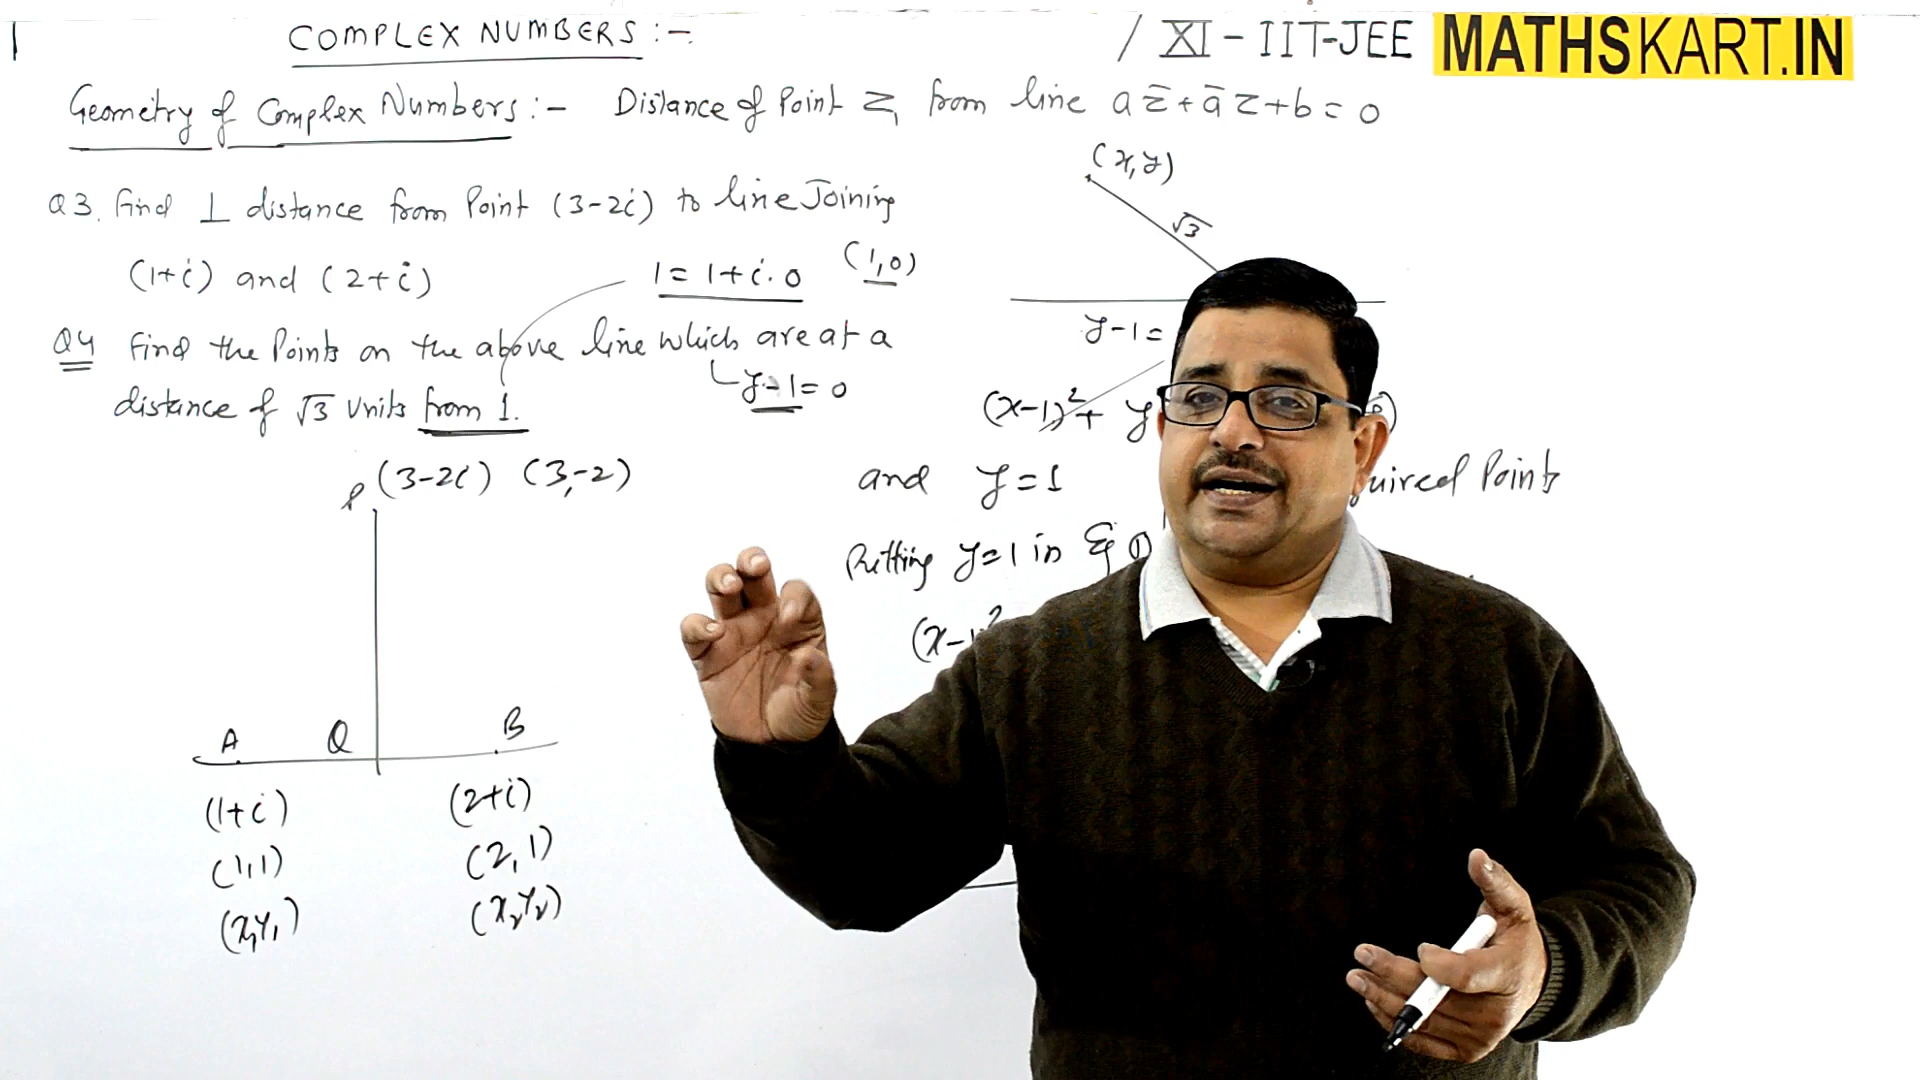 COMPLEX NUMBERS :-
/ XI - IIT-JEE
MATHSKART.IN
Geometry of Complex Numbers :- Distance of Point z₁ from line az̄ + āz + b = 0
Q3. Find ⊥ distance from Point (3-2i) to line Joining
(1+i) and (2+i)
1 = 1+i.0 (1,0)
Q4 Find the Points on the above line which are at a
distance of √3 Units from 1.
y-1=0
P (3-2i) (3,-2)
A Q B
(1+i) (2+i)
(1,1) (2,1)
(x₁y₁) (x₂y₂)
(x,y)
√3
y-1=
(x-1)²+ y
and y=1
Points
Putting y=1 in Eq ①
(x-1)²